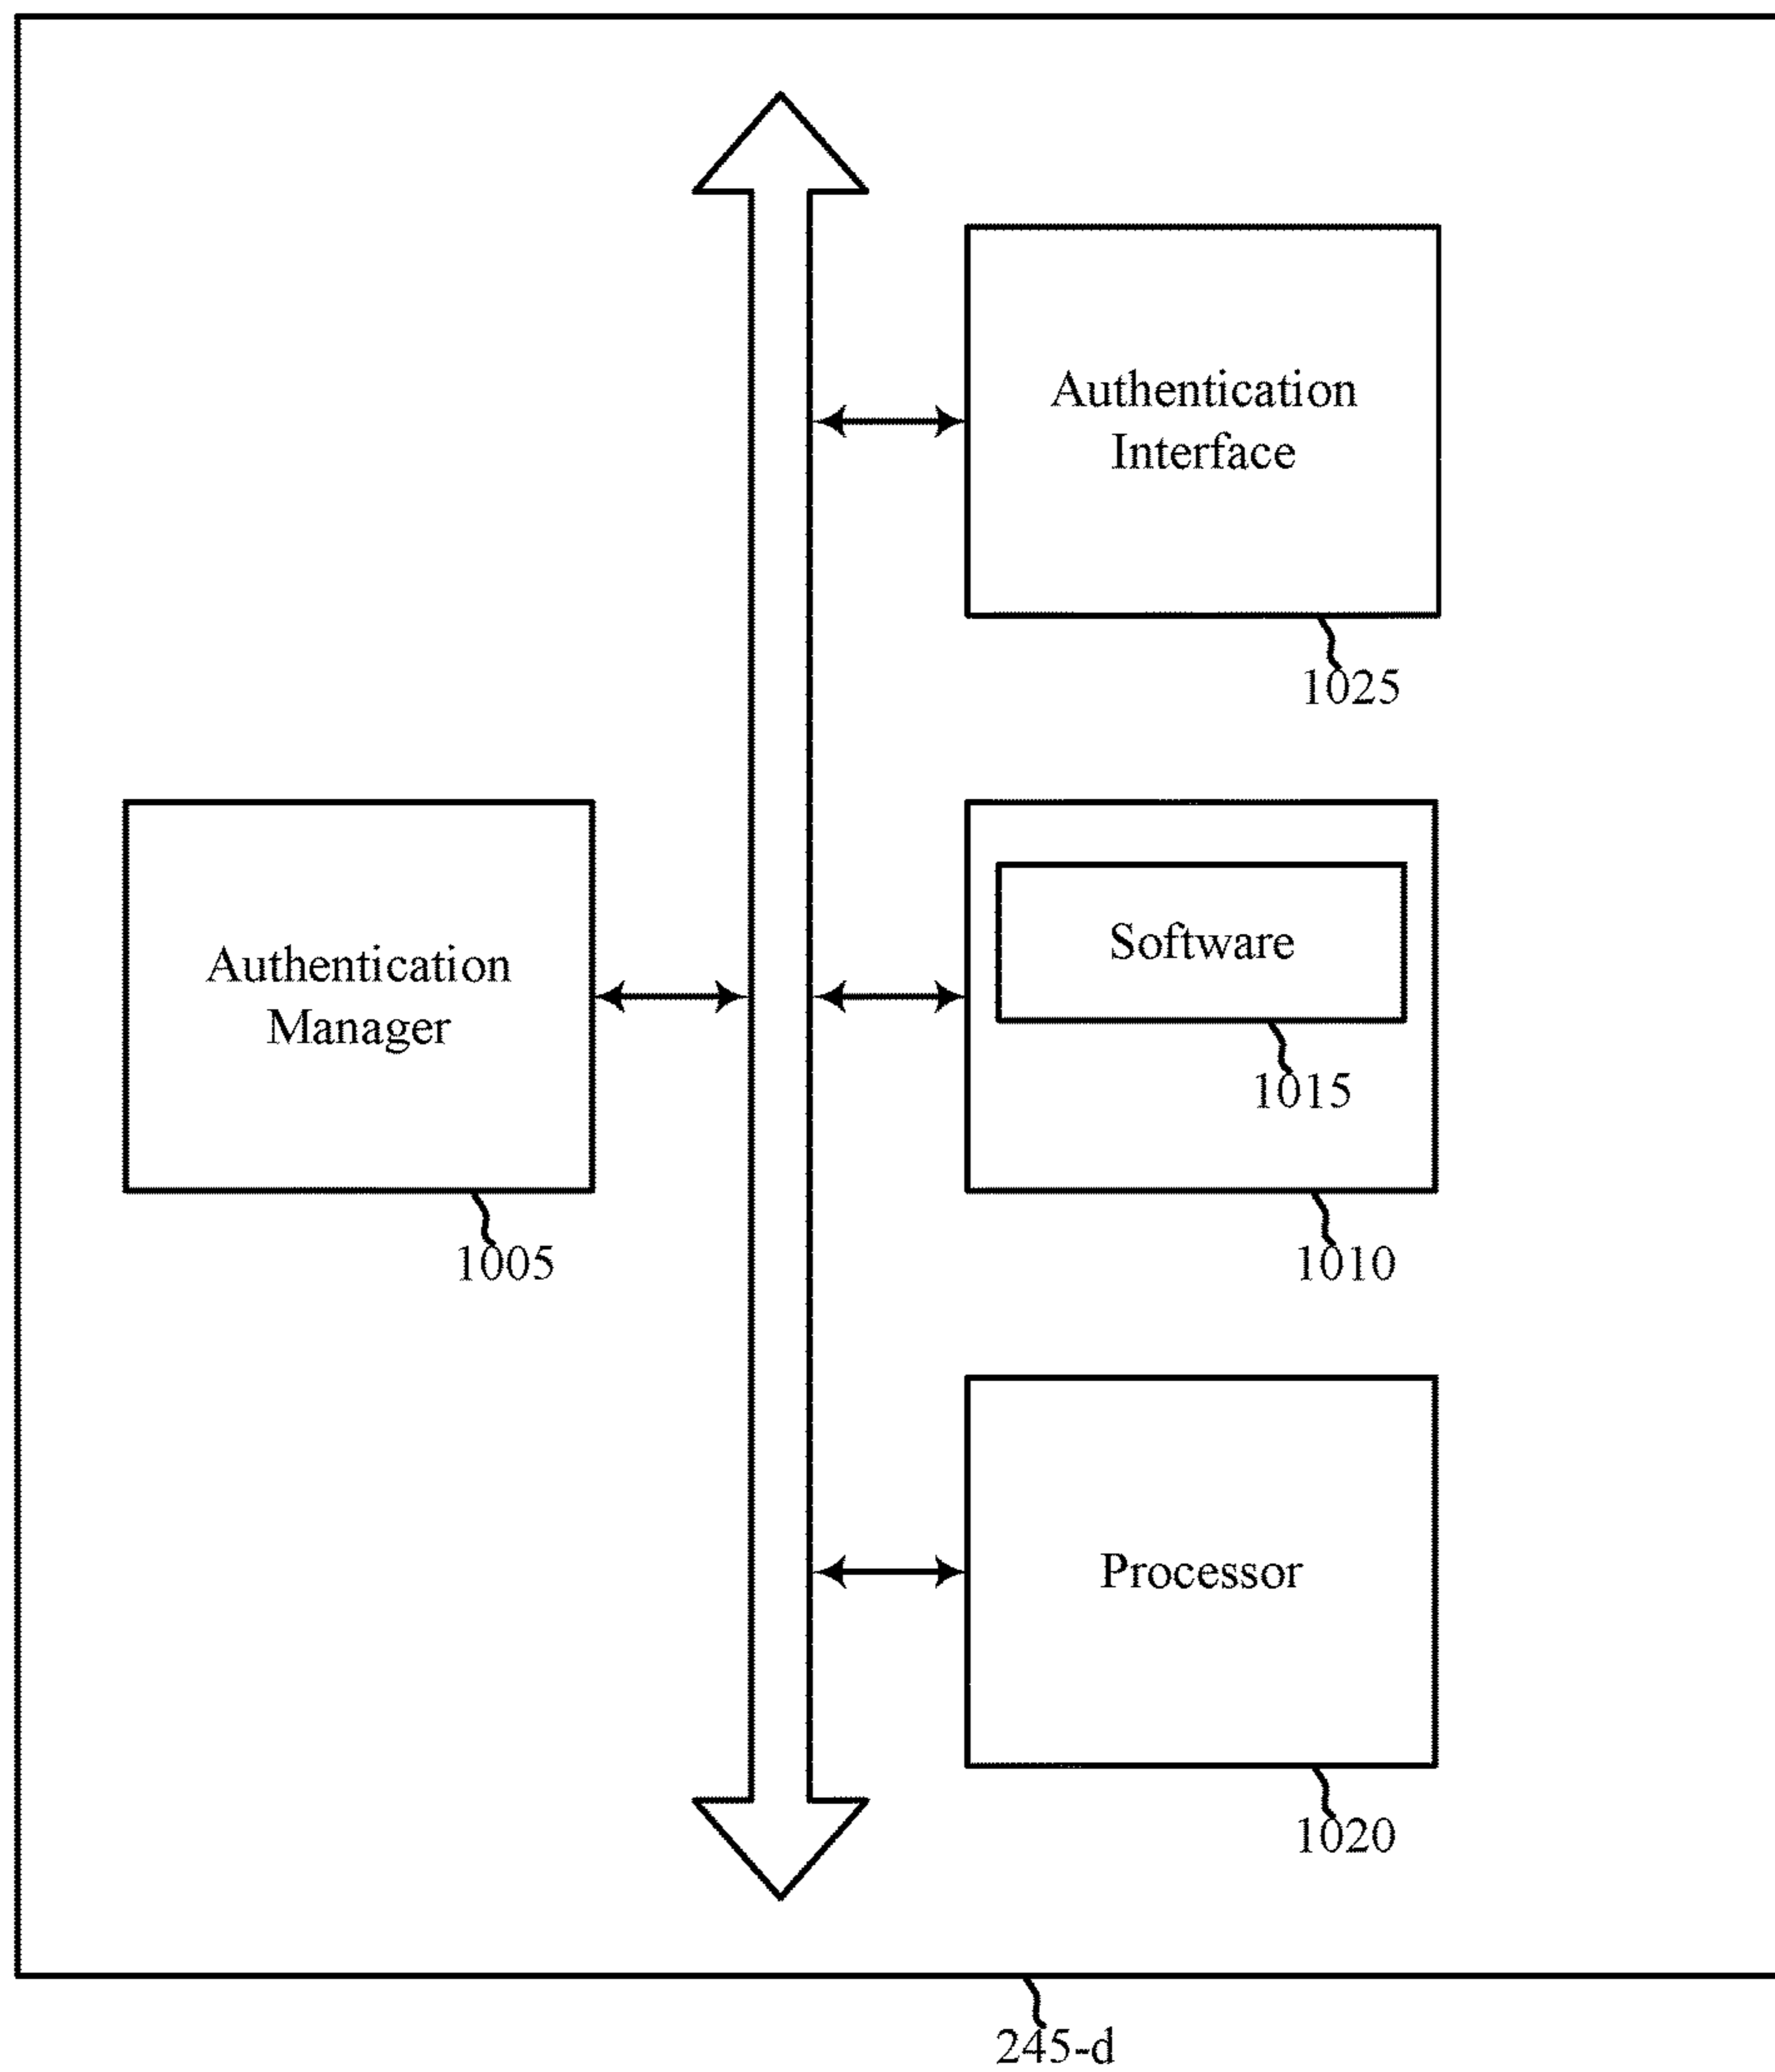 Authentication
Interface
1025
Authentication
Manager
1005
Software
1015
1010
Processor
1020
245-d